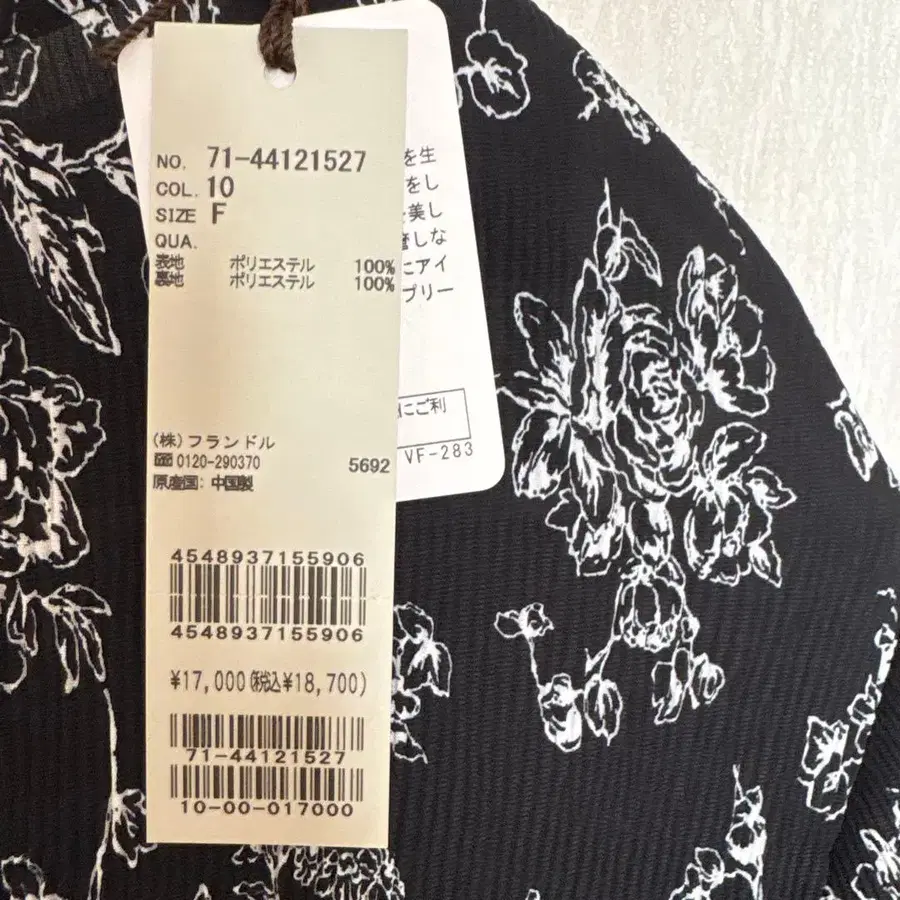 NO. 71-44121527
COL. 10
SIZE F
QUA.
表地 ポリエステル 100%
裏地 ポリエステル 100%
(株)フランドル
0120-290370 5692
原産国: 中国製
4548937155906
4548937155906
¥17,000(税込¥18,700)
71-44121527
10-00-017000
を生
をし
美し
管しな
にアイ
プリー
にご利
VF-283